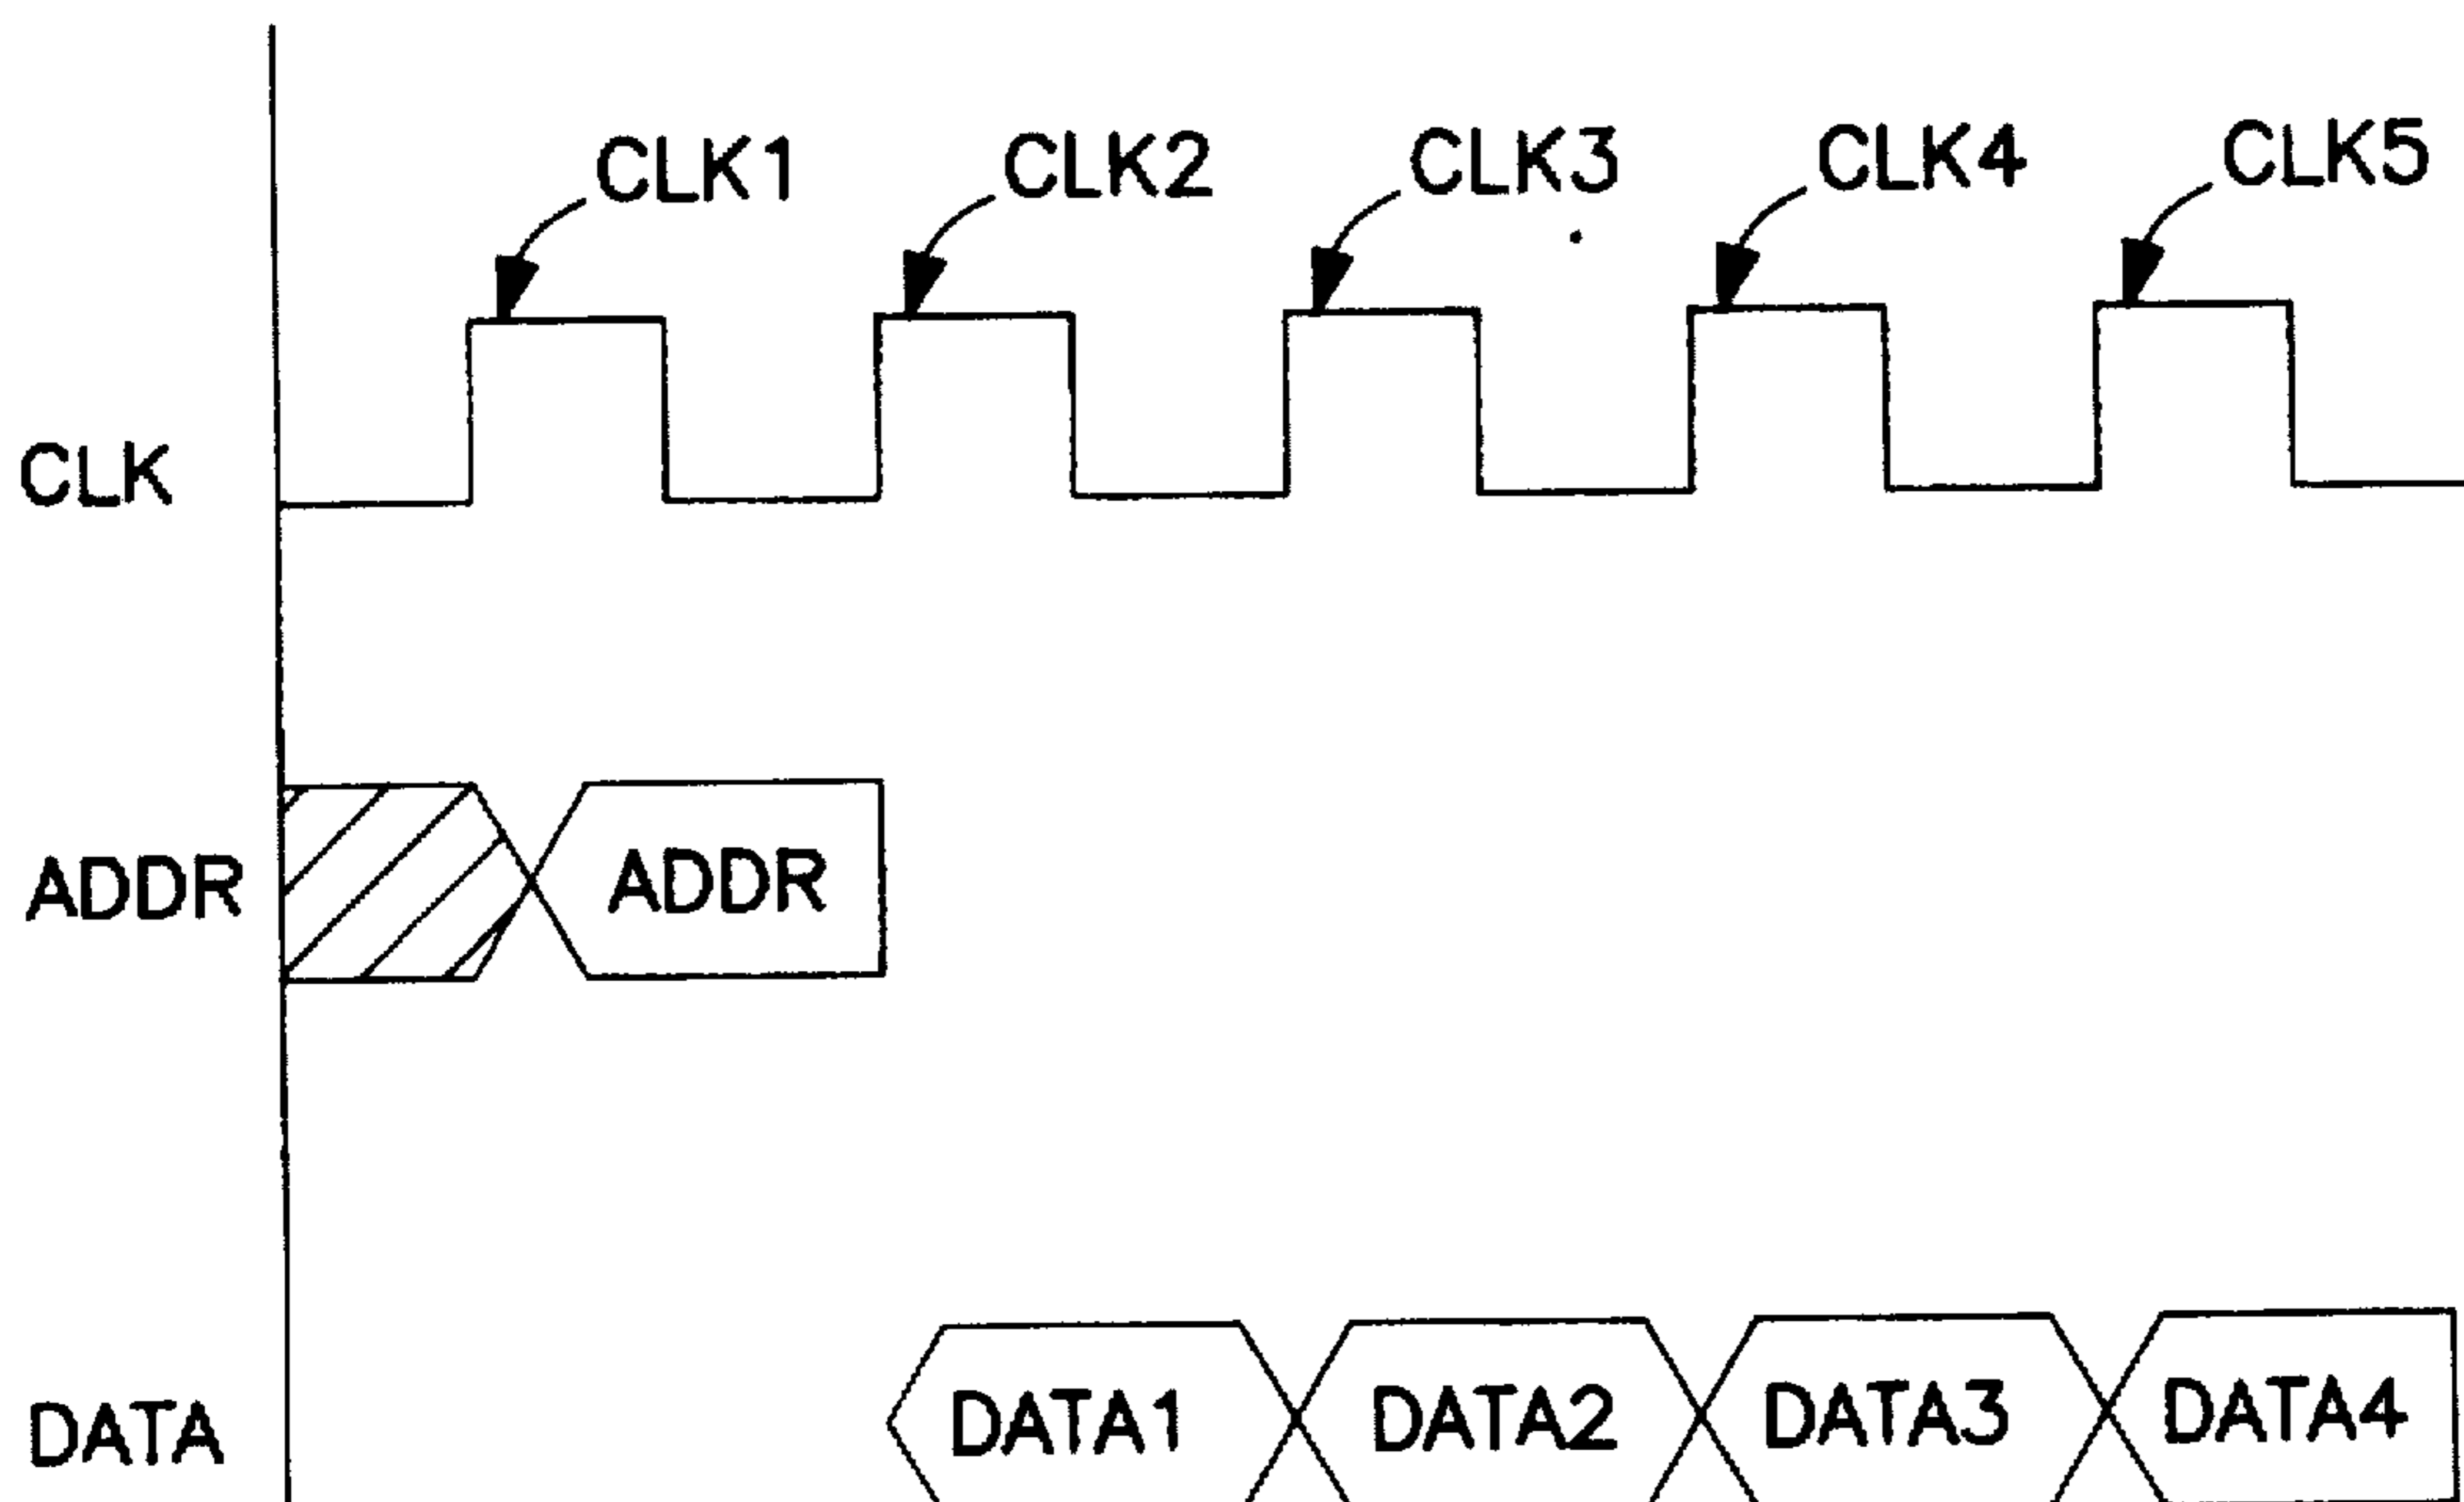 CLK1 CLK2 CLK3 CLK4 CLK5
CLK
ADDR ADDR
DATA DATA1 DATA2 DATA3 DATA4